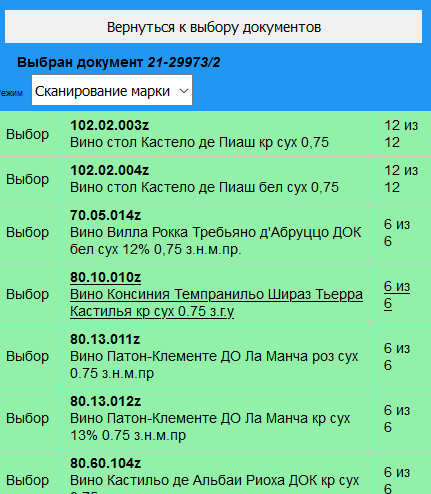 Вернуться к выбору документов
Выбран документ 21-29973/2
ежим Сканирование марки
102.02.003z
Выбор Вино стол Кастело де Пиаш кр сух 0,75 12 из 12
102.02.004z
Выбор Вино стол Кастело де Пиаш бел сух 0,75 12 из 12
70.05.014z
Выбор Вино Вилла Рокка Требьяно д'Абруццо ДОК 6 из 6
бел сух 12% 0,75 з.н.м.пр.
80.10.010z
Выбор Вино Консиния Темпранильо Шираз Тьерра 6 из 6
Кастилья кр сух 0.75 з.г.у
80.13.011z
Выбор Вино Патон-Клементе ДО Ла Манча роз сух 6 из 6
0.75 з.н.м.пр
80.13.012z
Выбор Вино Патон-Клементе ДО Ла Манча кр сух 6 из 6
13% 0.75 з.н.м.пр
80.60.104z
Выбор Вино Кастильо де Альбаи Риоха ДОК кр сух 6 из 6